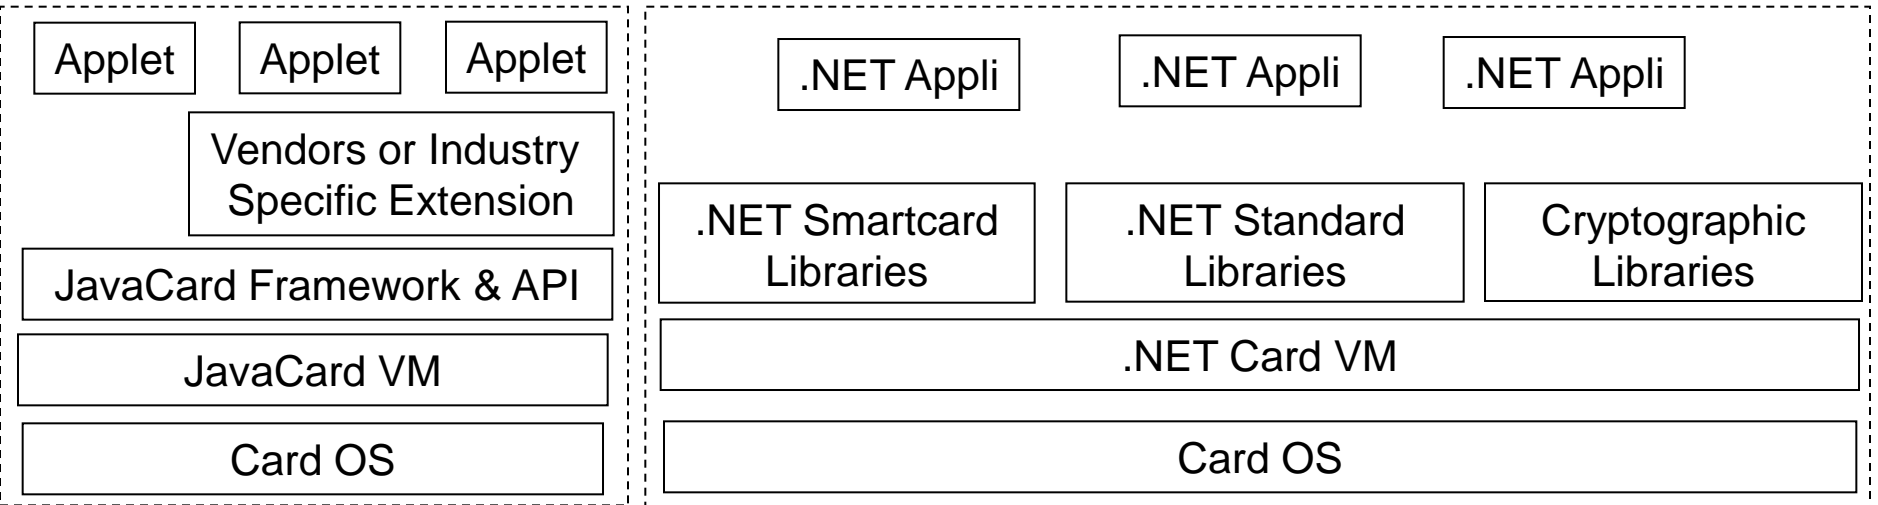 Applet
Applet
Applet
Vendors or Industry
Specific Extension
JavaCard Framework & API
JavaCard VM
Card OS
.NET Appli
.NET Appli
.NET Appli
.NET Smartcard
Libraries
.NET Standard
Libraries
Cryptographic
Libraries
.NET Card VM
Card OS